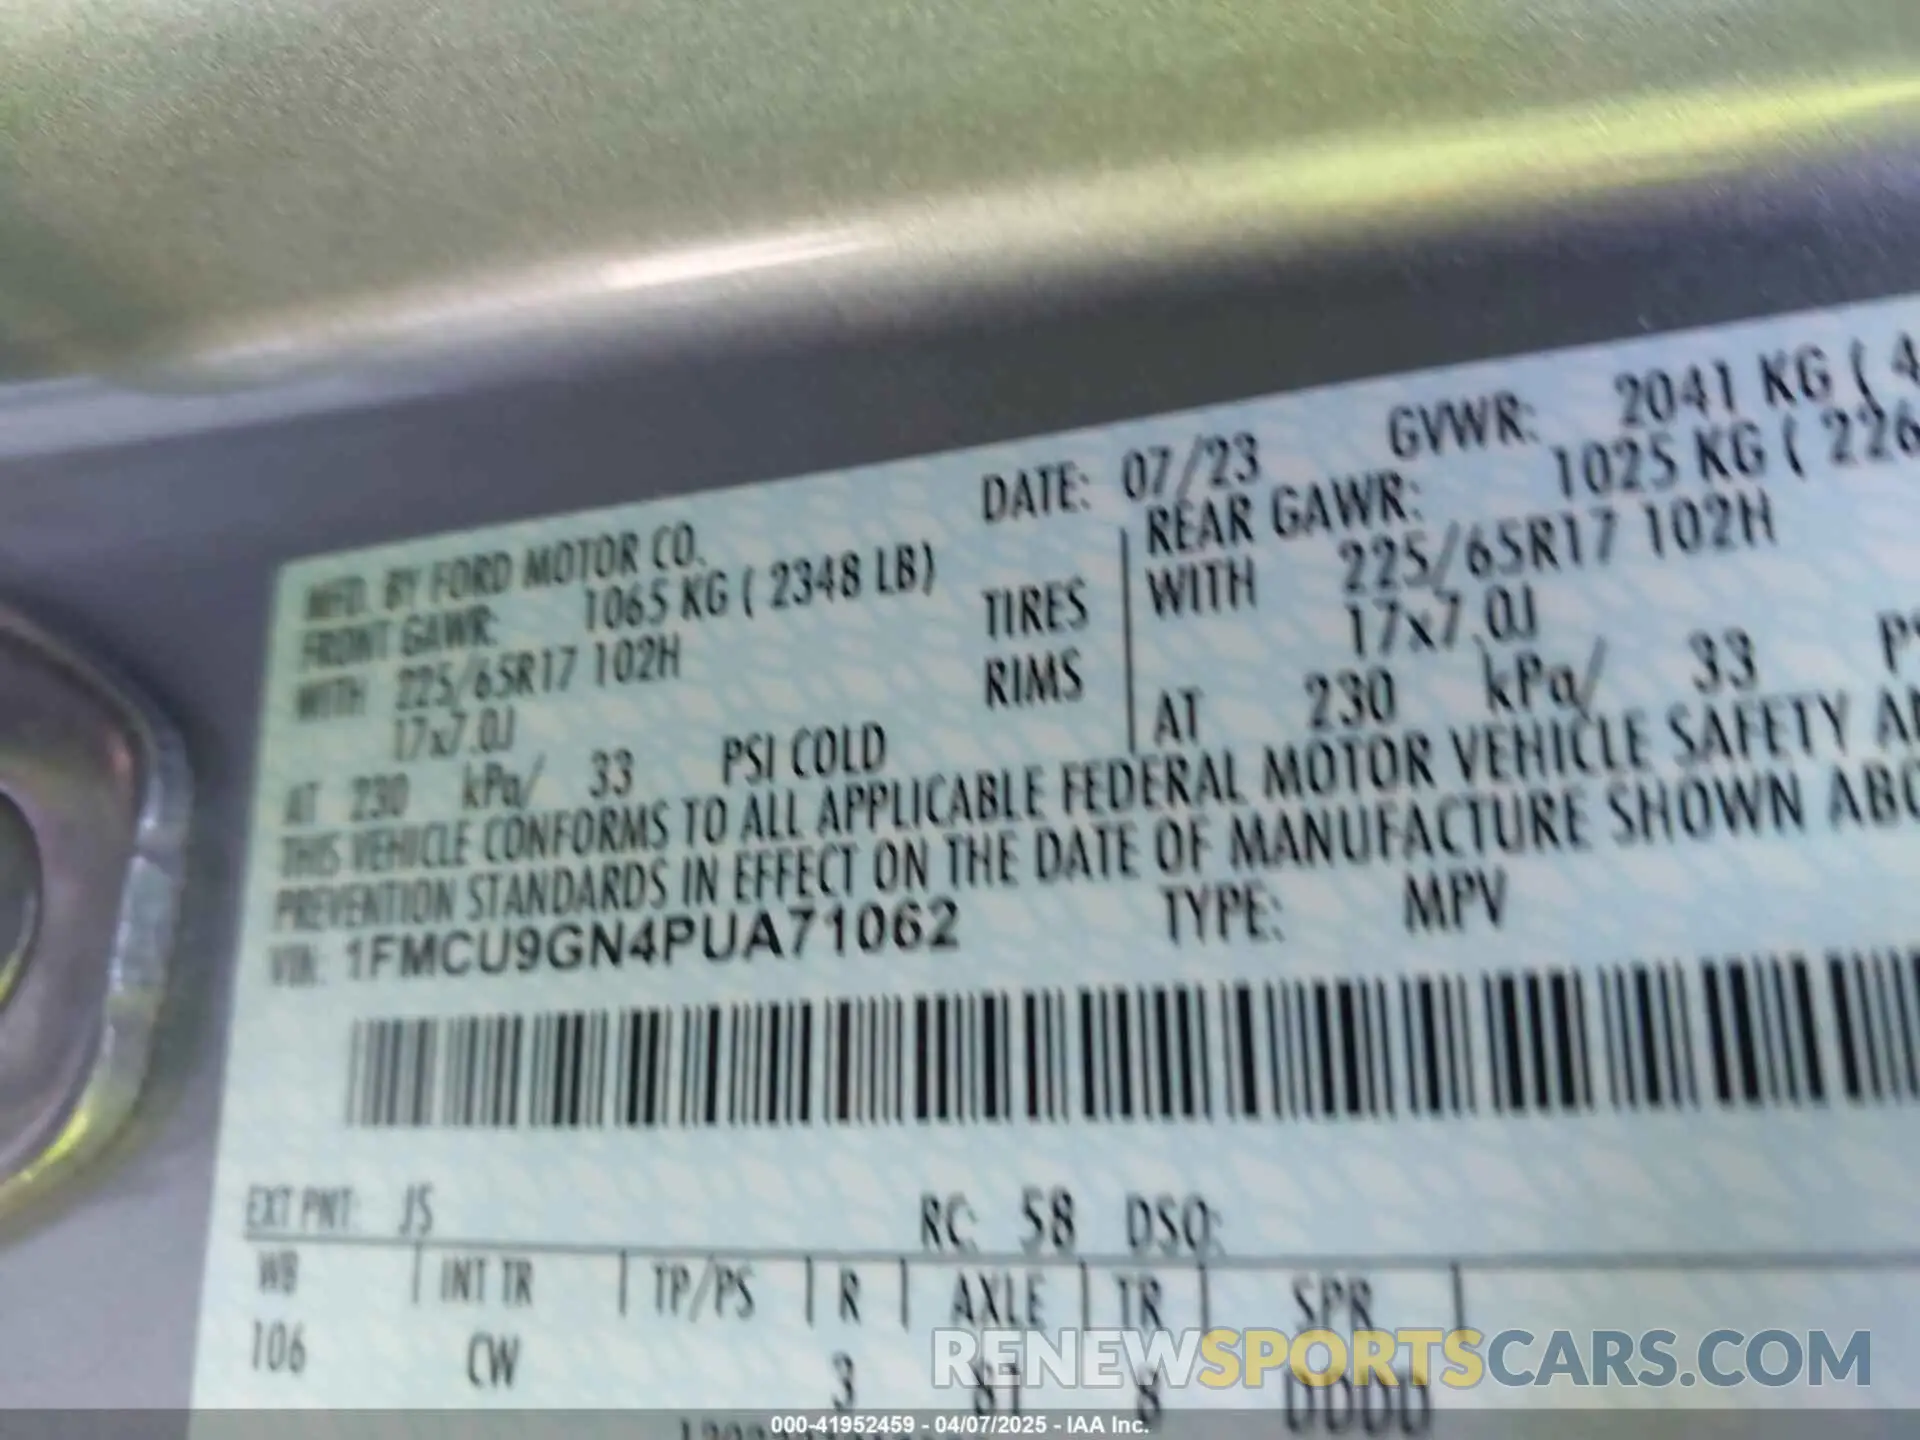 DATE: 07/23 GVWR: 2041 KG ( 4
MFD. BY FORD MOTOR CO. REAR GAWR: 1025 KG ( 226
FRONT GAWR: 1065 KG ( 2348 LB) TIRES WITH 225/65R17 102H
WITH 225/65R17 102H RIMS 17x7.0J
17x7.0J AT 230 kPa/ 33
AT 230 kPa/ 33 PSI COLD
THIS VEHICLE CONFORMS TO ALL APPLICABLE FEDERAL MOTOR VEHICLE SAFETY
PREVENTION STANDARDS IN EFFECT ON THE DATE OF MANUFACTURE SHOWN
VIN: 1FMCU9GN4PUA71062 TYPE: MPV
EXT PNT: JS RC: 58 DSO:
WB INT TR TP/PS R AXLE TR SPR
106 CW 3 8 0000
RENEWSPORTSCARS.COM
000-41952459 - 04/07/2025 - IAA Inc.